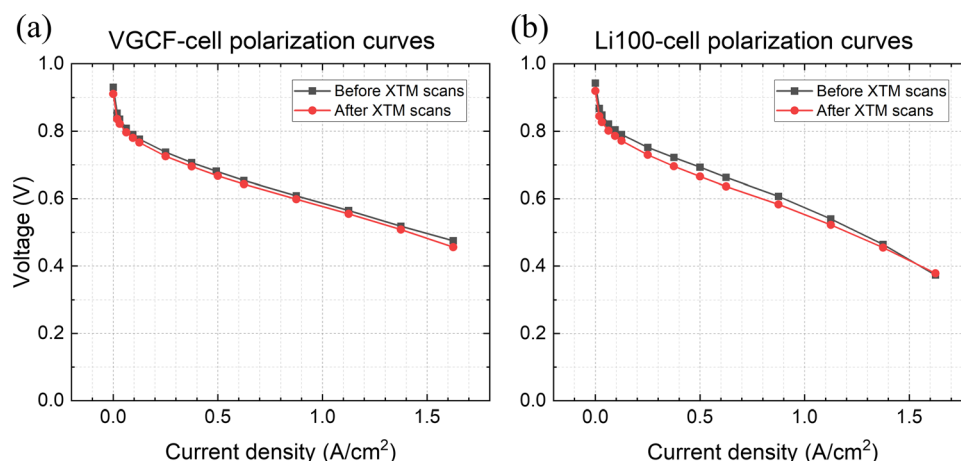 (a)
VGCF-cell polarization curves
1.0
0.8
0.6
0.4
0.2
0.0
Voltage (V)
Before XTM scans
After XTM scans
0.0 0.5 1.0 1.5
Current density (A/cm²)
(b)
Li100-cell polarization curves
1.0
0.8
0.6
0.4
0.2
0.0
Before XTM scans
After XTM scans
0.0 0.5 1.0 1.5
Current density (A/cm²)